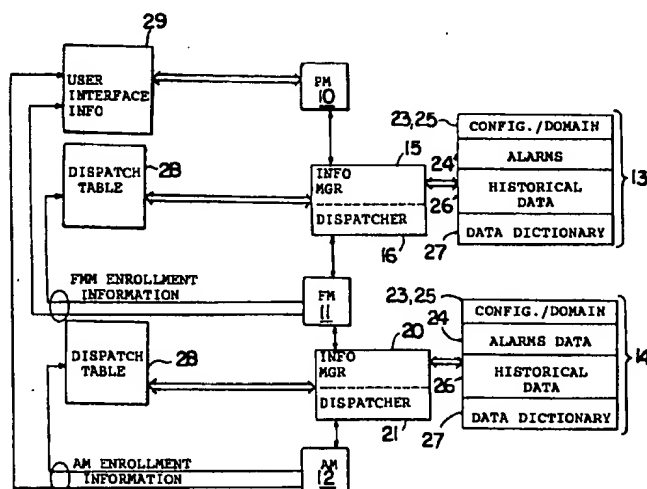 29
USER
INTERFACE
INFO
PM
10
DISPATCH
TABLE
28
INFO
MGR
15
DISPATCHER
16
23,25
CONFIG./DOMAIN
24
ALARMS
26
HISTORICAL
DATA
27
DATA DICTIONARY
13
FMM ENROLLMENT
INFORMATION
FM
11
DISPATCH
TABLE
28
20
INFO
MGR
DISPATCHER
21
23,25
CONFIG./DOMAIN
24
ALARMS DATA
26
HISTORICAL
DATA
27
DATA DICTIONARY
14
AM ENROLLMENT
INFORMATION
AM
12